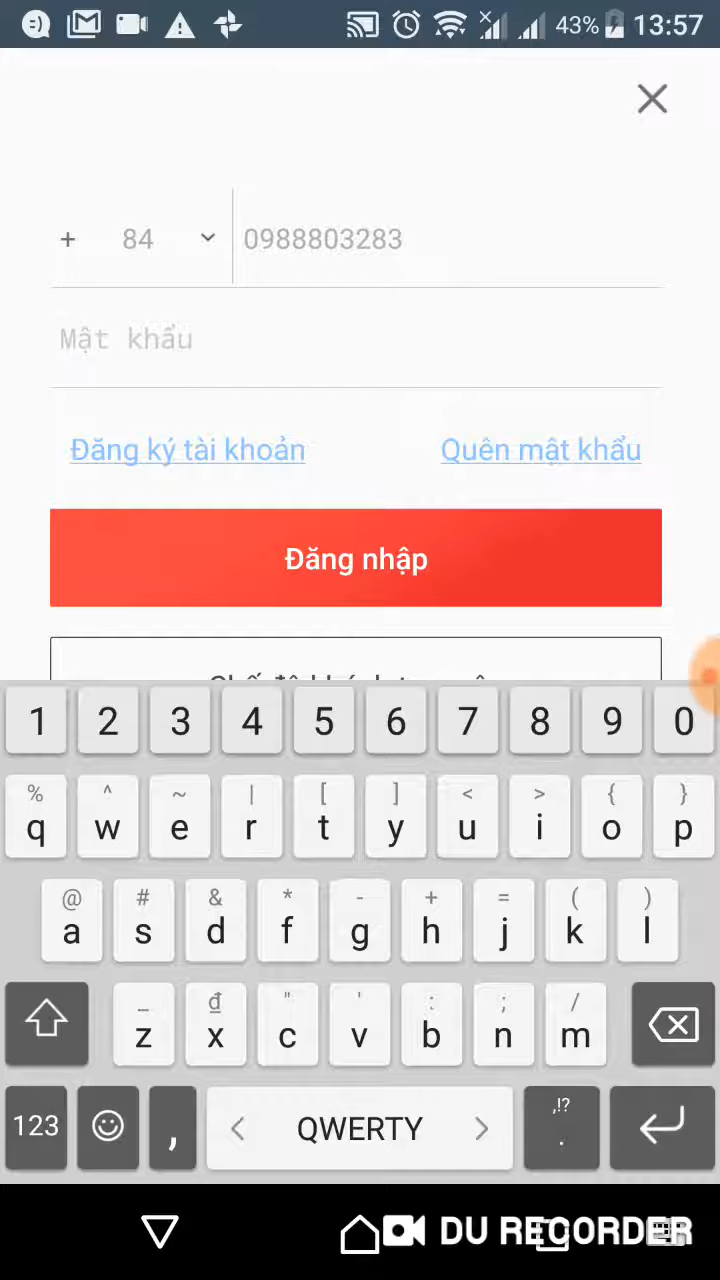 43% 13:57
+ 84 0988803283
Mật khẩu
Đăng ký tài khoản Quên mật khẩu
Đăng nhập
1 2 3 4 5 6 7 8 9 0
% ^ ~ | [ ] < > { }
q w e r t y u i o p
@ # & * - + = ( )
a s d f g h j k l
_ ₫ " ' : ; /
z x c v b n m
123 , < QWERTY > ,!? .
DU RECORDER